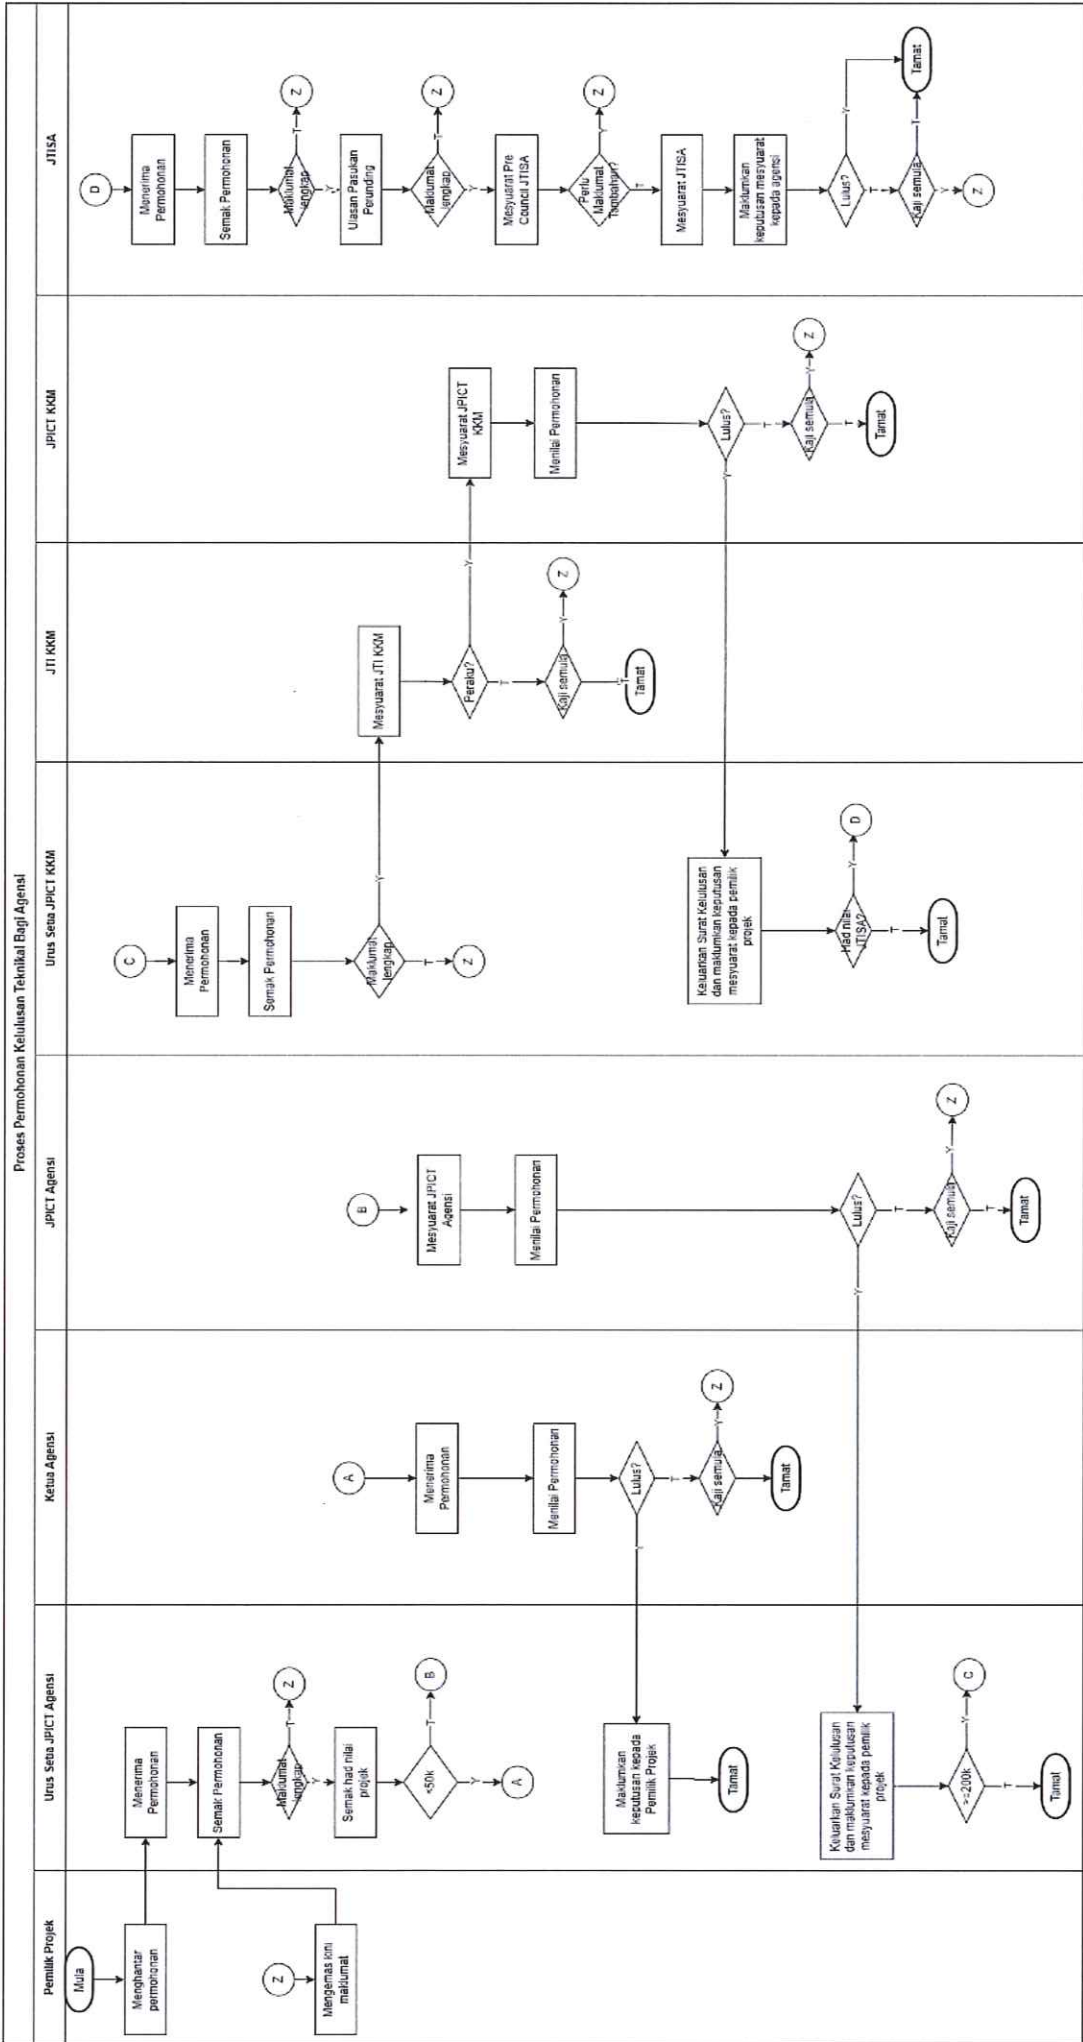 Proses Permohonan Kelulusan Teknikal Bagi Agensi
Pemilik Projek
Mula
Menghantar
permohonan
Z
Mengemas kini
maklumat
Urus Setia JPICT Agensi
Menerima
Permohonan
Semak Permohonan
Maklumat
lengkap
T
Z
Y
Semak had nilai
projek
<50k
T
B
Y
A
Maklumkan
keputusan kepada
Pemilik Projek
Tamat
Keluarkan Surat Kelulusan
dan maklumkan keputusan
mesyuarat kepada pemilik
projek
>=200k
Y
C
T
Tamat
Ketua Agensi
A
Menerima
Permohonan
Menilai Permohonan
Lulus?
Y
T
Kaji semula
Y
Z
Tamat
JPICT Agensi
B
Mesyuarat JPICT
Agensi
Menilai Permohonan
Lulus?
Y
T
Kaji semula
Y
Z
T
Tamat
Urus Setia JPICT KKM
C
Menerima
Permohonan
Semak Permohonan
Maklumat
lengkap
Y
T
Z
Keluarkan Surat Kelulusan
dan maklumkan keputusan
mesyuarat kepada pemilik
projek
Had nilai
JTISA?
Y
D
T
Tamat
JTI KKM
Mesyuarat JTI KKM
Peraku?
Y
T
Kaji semula
Y
Z
T
Tamat
JPICT KKM
Mesyuarat JPICT
KKM
Menilai Permohonan
Lulus?
Y
T
Kaji semula
Y
Z
T
Tamat
JTISA
D
Menerima
Permohonan
Semak Permohonan
Maklumat
lengkap
T
Z
Y
Ulasan Pasukan
Perunding
Maklumat
lengkap
T
Z
Y
Mesyuarat Pre
Council JTISA
Perlu
Maklumat
Tambahan?
Y
Z
T
Mesyuarat JTISA
Maklumkan
keputusan mesyuarat
kepada agensi
Lulus?
Y
T
Kaji semula
T
Tamat
Y
Z